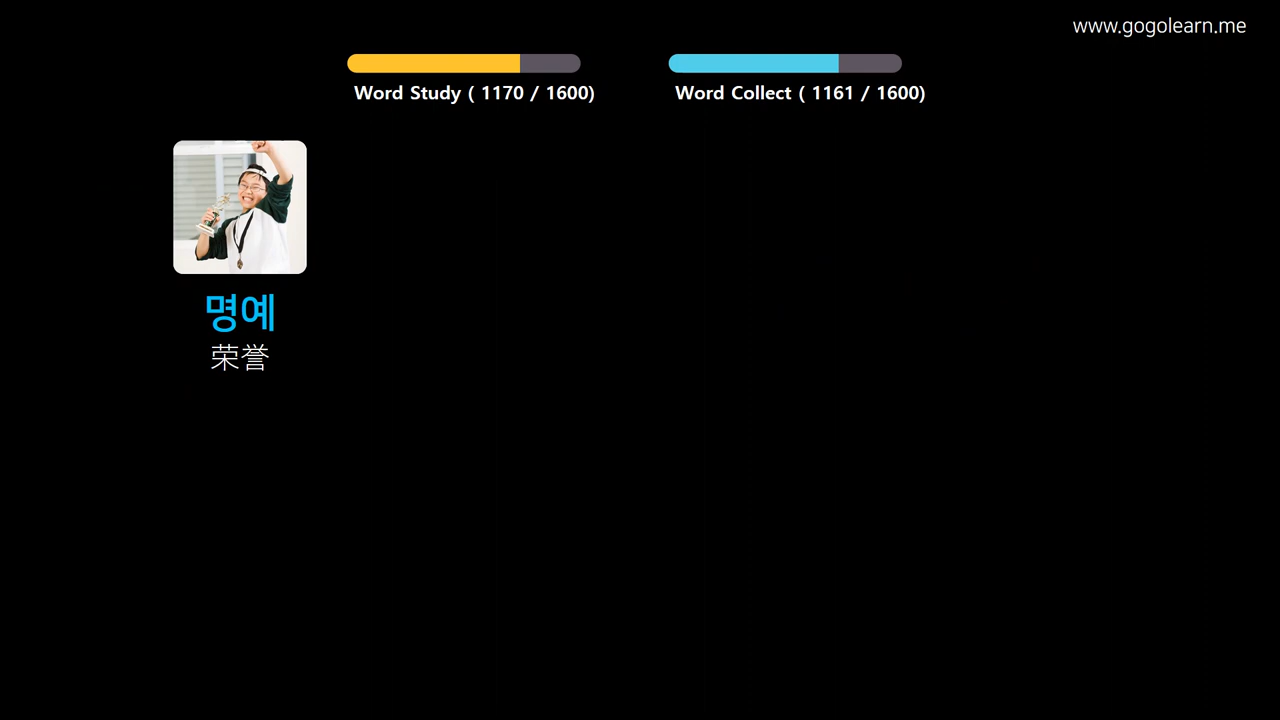 www.gogolearn.me
Word Study ( 1170 / 1600)
Word Collect ( 1161 / 1600)
명예
荣誉